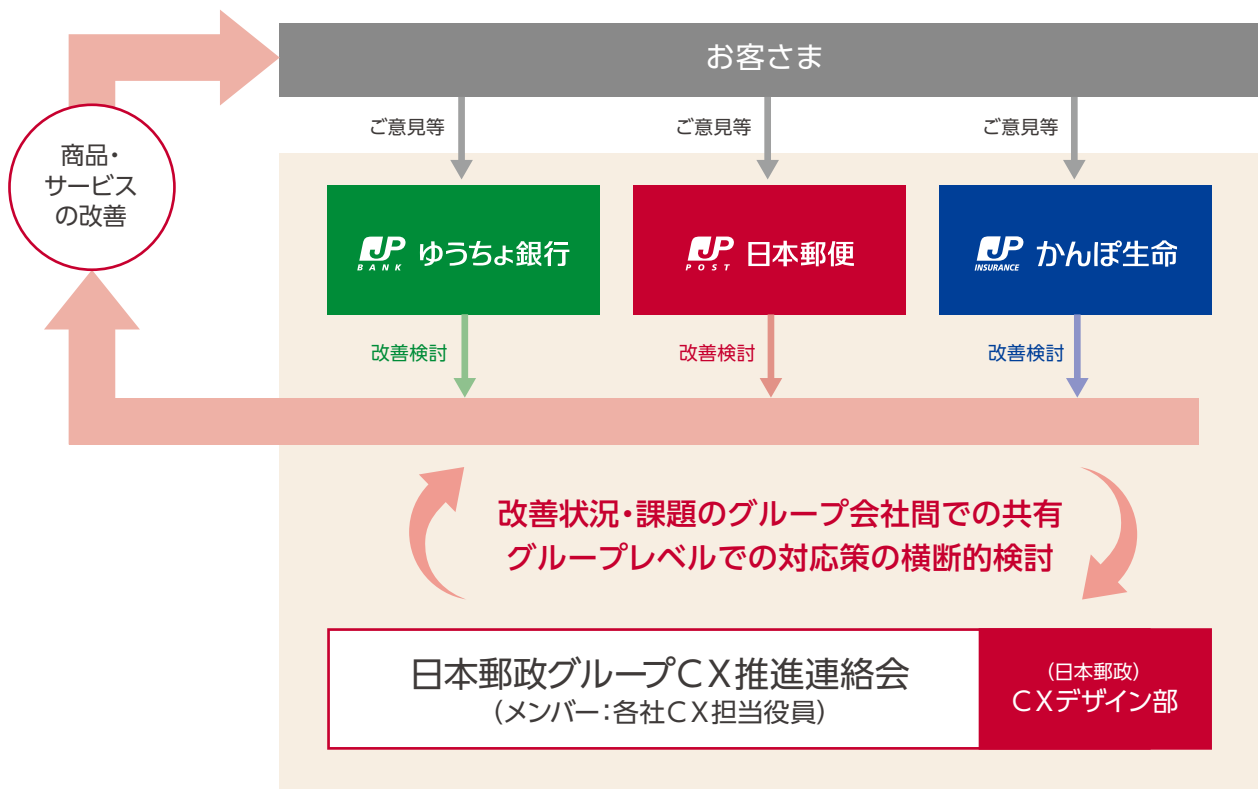 お客さま
ご意見等
ご意見等
ご意見等
商品・
サービス
の改善
JP BANK ゆうちょ銀行
JP POST 日本郵便
JP INSURANCE かんぽ生命
改善検討
改善検討
改善検討
改善状況・課題のグループ会社間での共有
グループレベルでの対応策の横断的検討
日本郵政グループCX推進連絡会
（メンバー：各社CX担当役員）
（日本郵政）
CXデザイン部